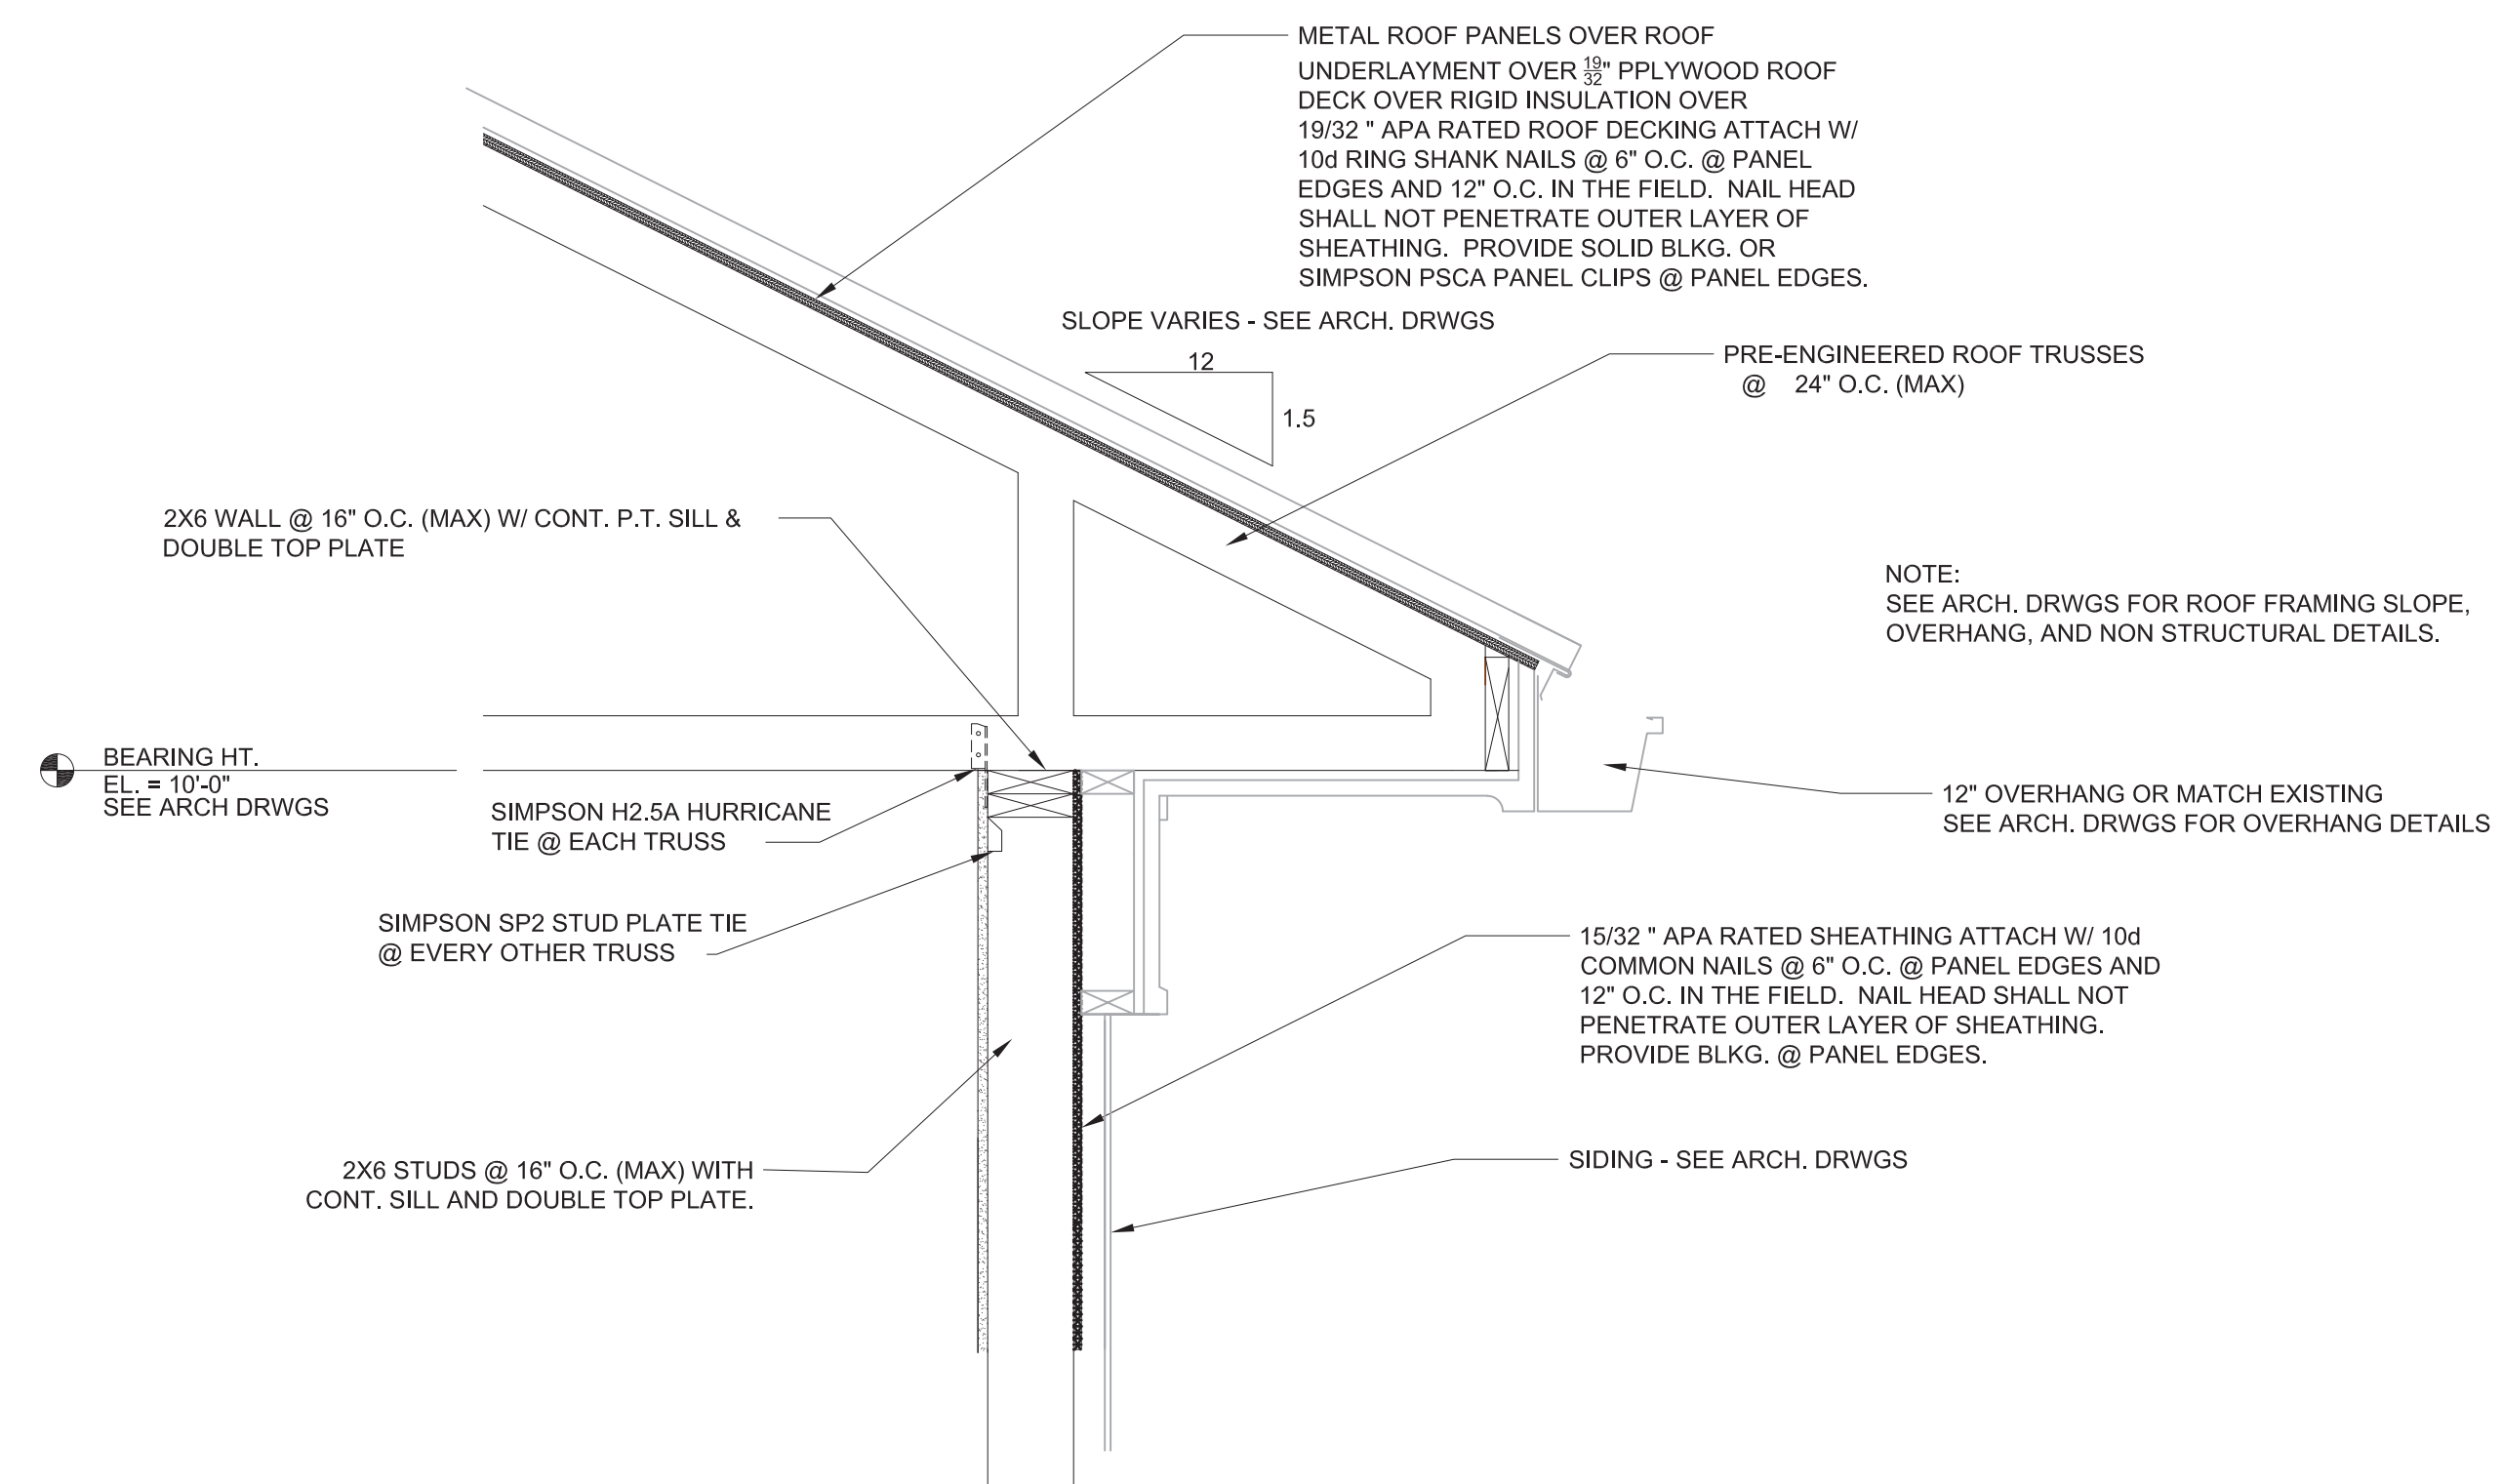 METAL ROOF PANELS OVER ROOF
UNDERLAYMENT OVER 19/32" PPLYWOOD ROOF
DECK OVER RIGID INSULATION OVER
19/32 " APA RATED ROOF DECKING ATTACH W/
10d RING SHANK NAILS @ 6" O.C. @ PANEL
EDGES AND 12" O.C. IN THE FIELD.  NAIL HEAD
SHALL NOT PENETRATE OUTER LAYER OF
SHEATHING.  PROVIDE SOLID BLKG. OR
SIMPSON PSCA PANEL CLIPS @ PANEL EDGES.
SLOPE VARIES - SEE ARCH. DRWGS
12
1.5
PRE-ENGINEERED ROOF TRUSSES
@    24" O.C. (MAX)
2X6 WALL @ 16" O.C. (MAX) W/ CONT. P.T. SILL &
DOUBLE TOP PLATE
NOTE:
SEE ARCH. DRWGS FOR ROOF FRAMING SLOPE,
OVERHANG, AND NON STRUCTURAL DETAILS.
BEARING HT.
EL. = 10'-0"
SEE ARCH DRWGS
SIMPSON H2.5A HURRICANE
TIE @ EACH TRUSS
12" OVERHANG OR MATCH EXISTING
SEE ARCH. DRWGS FOR OVERHANG DETAILS
SIMPSON SP2 STUD PLATE TIE
@ EVERY OTHER TRUSS
15/32 " APA RATED SHEATHING ATTACH W/ 10d
COMMON NAILS @ 6" O.C. @ PANEL EDGES AND
12" O.C. IN THE FIELD.  NAIL HEAD SHALL NOT
PENETRATE OUTER LAYER OF SHEATHING.
PROVIDE BLKG. @ PANEL EDGES.
2X6 STUDS @ 16" O.C. (MAX) WITH
CONT. SILL AND DOUBLE TOP PLATE.
SIDING - SEE ARCH. DRWGS